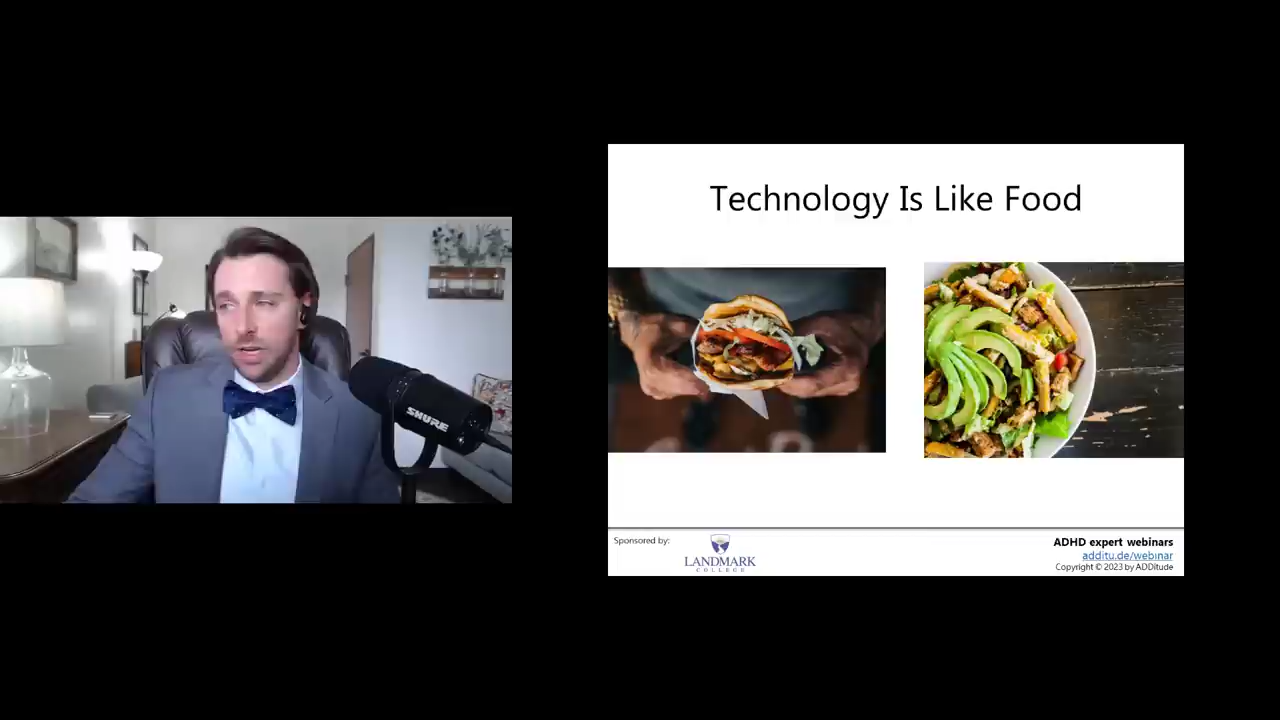 SHURE
Technology Is Like Food
Sponsored by:
LANDMARK
COLLEGE
ADHD expert webinars
additu.de/webinar
Copyright © 2023 by ADDitude